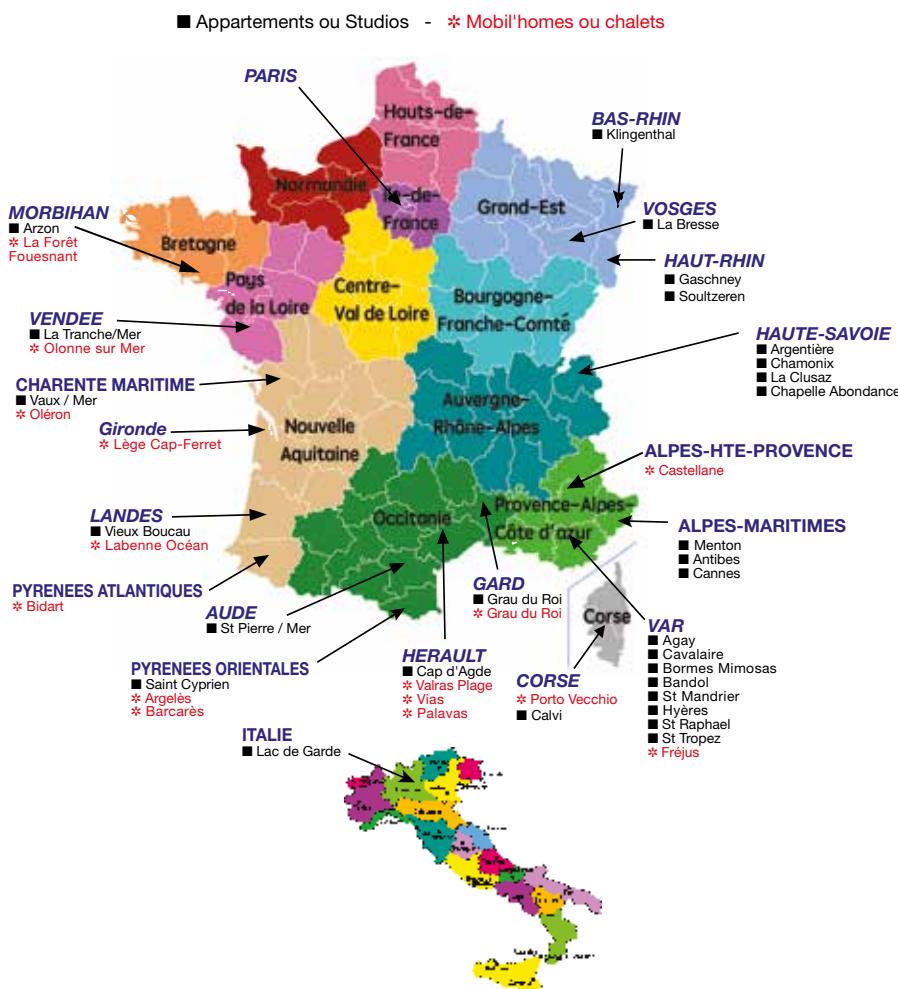 ■ Appartements ou Studios - ✲ Mobil'homes ou chalets
PARIS
Hauts-de-
France
BAS-RHIN
■ Klingenthal
Normandie
Île-de-
France
Grand-Est
VOSGES
■ La Bresse
MORBIHAN
■ Arzon
✲ La Forêt
Fouesnant
Bretagne
HAUT-RHIN
■ Gaschney
■ Soultzeren
Pays
de la Loire
Centre-
Val de Loire
Bourgogne-
Franche-Comté
VENDEE
■ La Tranche/Mer
✲ Olonne sur Mer
HAUTE-SAVOIE
■ Argentière
■ Chamonix
■ La Clusaz
■ Chapelle Abondance
CHARENTE MARITIME
■ Vaux / Mer
✲ Oléron
Auvergne-
Rhône-Alpes
Gironde
✲ Lège Cap-Ferret
Nouvelle
Aquitaine
ALPES-HTE-PROVENCE
✲ Castellane
LANDES
■ Vieux Boucau
✲ Labenne Océan
Occitanie
Provence-Alpes-
Côte d'azur
ALPES-MARITIMES
■ Menton
■ Antibes
■ Cannes
PYRENEES ATLANTIQUES
✲ Bidart
AUDE
■ St Pierre / Mer
GARD
■ Grau du Roi
✲ Grau du Roi
Corse
VAR
■ Agay
■ Cavalaire
■ Bormes Mimosas
■ Bandol
■ St Mandrier
■ Hyères
■ St Raphael
■ St Tropez
✲ Fréjus
PYRENEES ORIENTALES
■ Saint Cyprien
✲ Argelès
✲ Barcarès
HERAULT
■ Cap d'Agde
✲ Valras Plage
✲ Vias
✲ Palavas
CORSE
✲ Porto Vecchio
■ Calvi
ITALIE
■ Lac de Garde